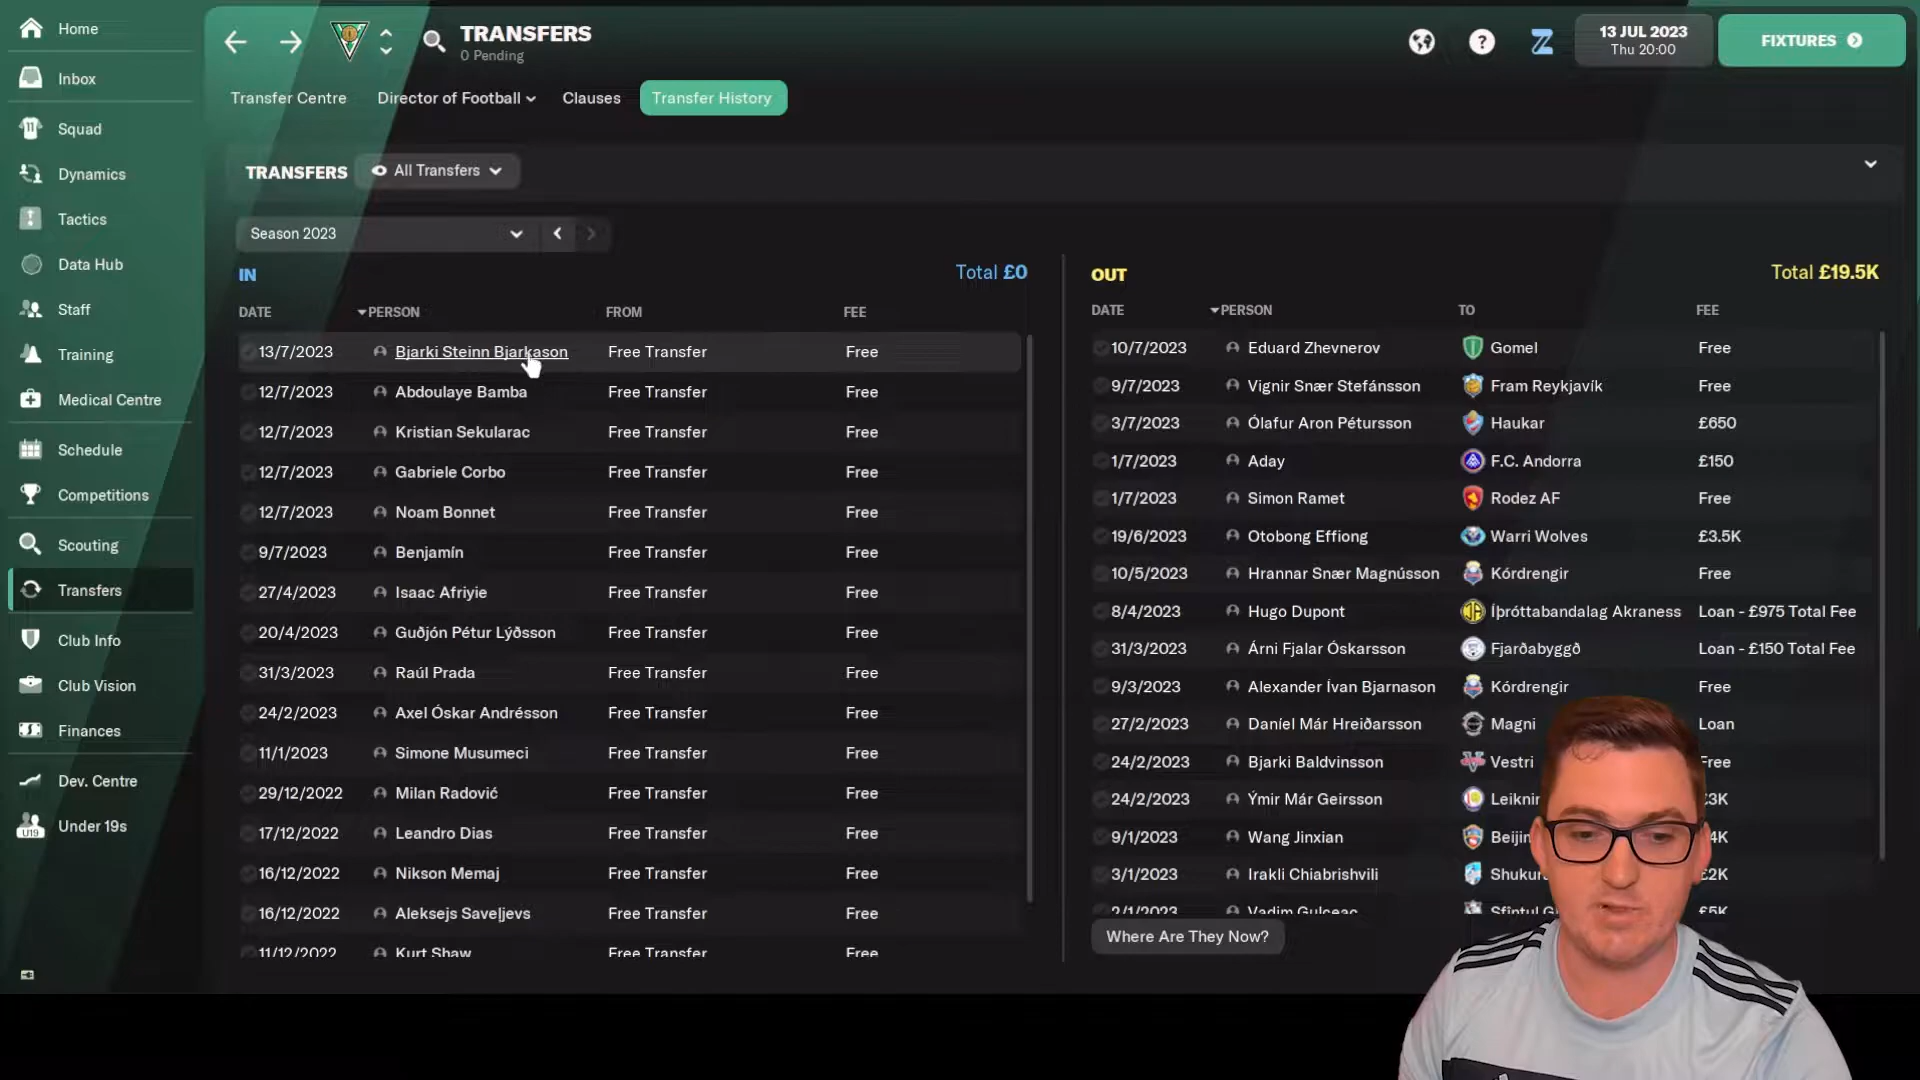 Home
Inbox
Squad
Dynamics
Tactics
Data Hub
Staff
Training
Medical Centre
Schedule
Competitions
Scouting
Transfers
Club Info
Club Vision
Finances
Dev. Centre
U19 Under 19s
TRANSFERS
0 Pending
13 JUL 2023
Thu 20:00
FIXTURES
Transfer Centre Director of Football Clauses Transfer History
TRANSFERS All Transfers
Season 2023
IN Total £0
DATE PERSON FROM FEE
13/7/2023 Bjarki Steinn Bjarkason Free Transfer Free
12/7/2023 Abdoulaye Bamba Free Transfer Free
12/7/2023 Kristian Sekularac Free Transfer Free
12/7/2023 Gabriele Corbo Free Transfer Free
12/7/2023 Noam Bonnet Free Transfer Free
9/7/2023 Benjamín Free Transfer Free
27/4/2023 Isaac Afriyie Free Transfer Free
20/4/2023 Guðjón Pétur Lýðsson Free Transfer Free
31/3/2023 Raúl Prada Free Transfer Free
24/2/2023 Axel Óskar Andrésson Free Transfer Free
11/1/2023 Simone Musumeci Free Transfer Free
29/12/2022 Milan Radović Free Transfer Free
17/12/2022 Leandro Dias Free Transfer Free
16/12/2022 Nikson Memaj Free Transfer Free
16/12/2022 Aleksejs Saveļjevs Free Transfer Free
11/12/2022 Kurt Shaw Free Transfer Free
OUT Total £19.5K
DATE PERSON TO FEE
10/7/2023 Eduard Zhevnerov Gomel Free
9/7/2023 Vignir Snær Stefánsson Fram Reykjavík Free
3/7/2023 Ólafur Aron Pétursson Haukar £650
1/7/2023 Aday F.C. Andorra £150
1/7/2023 Simon Ramet Rodez AF Free
19/6/2023 Otobong Effiong Warri Wolves £3.5K
10/5/2023 Hrannar Snær Magnússon Kórdrengir Free
8/4/2023 Hugo Dupont Íþróttabandalag Akraness Loan - £975 Total Fee
31/3/2023 Árni Fjalar Óskarsson Fjarðabyggð Loan - £150 Total Fee
9/3/2023 Alexander Ívan Bjarnason Kórdrengir Free
27/2/2023 Daníel Már Hreiðarsson Magni Loan
24/2/2023 Bjarki Baldvinsson Vestri Free
24/2/2023 Ýmir Már Geirsson
9/1/2023 Wang Jinxian
3/1/2023 Irakli Chiabrishvili
2/1/2023 Vadim Gulceac £5K
Where Are They Now?